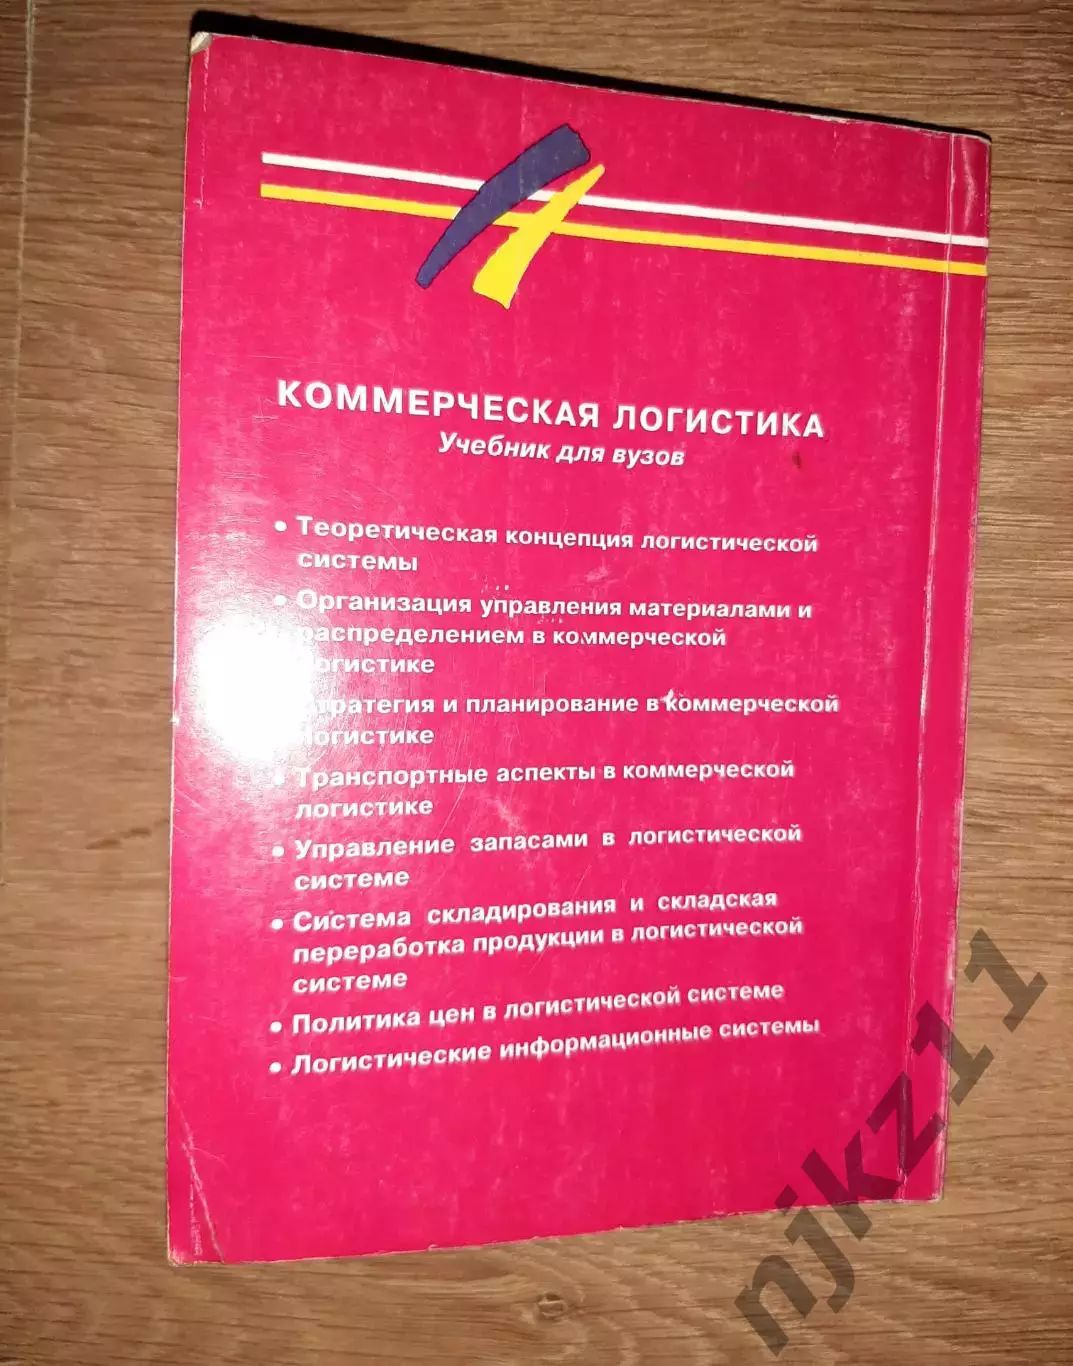 КОММЕРЧЕСКАЯ ЛОГИСТИКА
Учебник для вузов
• Теоретическая концепция логистической
системы
• Организация управления материалами и
распределением в коммерческой
логистике
Стратегия и планирование в коммерческой
логистике
• Транспортные аспекты в коммерческой
логистике
• Управление запасами в логистической
системе
• Система складирования и складская
переработка продукции в логистической
системе
• Политика цен в логистической системе
• Логистические информационные системы
njkz11